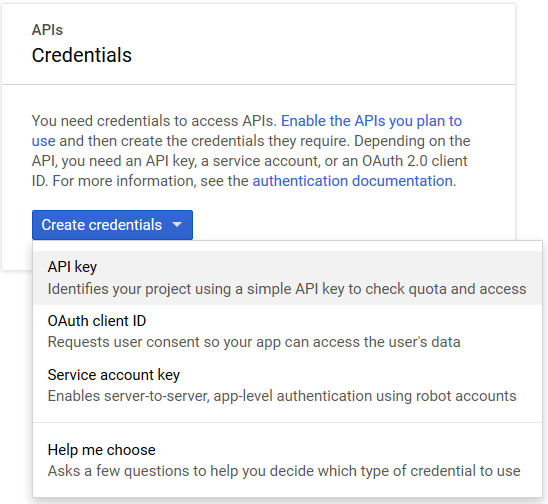 APIs
Credentials
You need credentials to access APIs. Enable the APIs you plan to
use and then create the credentials they require. Depending on the
API, you need an API key, a service account, or an OAuth 2.0 client
ID. For more information, see the authentication documentation.
Create credentials
API key
Identifies your project using a simple API key to check quota and access
OAuth client ID
Requests user consent so your app can access the user's data
Service account key
Enables server-to-server, app-level authentication using robot accounts
Help me choose
Asks a few questions to help you decide which type of credential to use